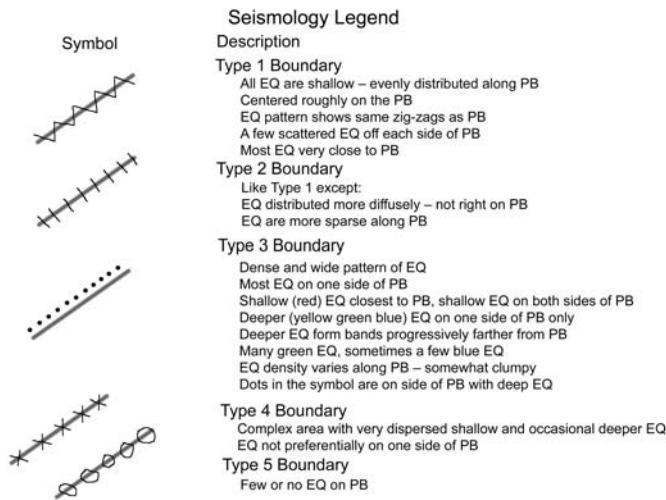 Seismology Legend
Symbol Description
Type 1 Boundary
All EQ are shallow – evenly distributed along PB
Centered roughly on the PB
EQ pattern shows same zig-zags as PB
A few scattered EQ off each side of PB
Most EQ very close to PB
Type 2 Boundary
Like Type 1 except:
EQ distributed more diffusely – not right on PB
EQ are more sparse along PB
Type 3 Boundary
Dense and wide pattern of EQ
Most EQ on one side of PB
Shallow (red) EQ closest to PB, shallow EQ on both sides of PB
Deeper (yellow green blue) EQ on one side of PB only
Deeper EQ form bands progressively farther from PB
Many green EQ, sometimes a few blue EQ
EQ density varies along PB – somewhat clumpy
Dots in the symbol are on side of PB with deep EQ
Type 4 Boundary
Complex area with very dispersed shallow and occasional deeper EQ
EQ not preferentially on one side of PB
Type 5 Boundary
Few or no EQ on PB